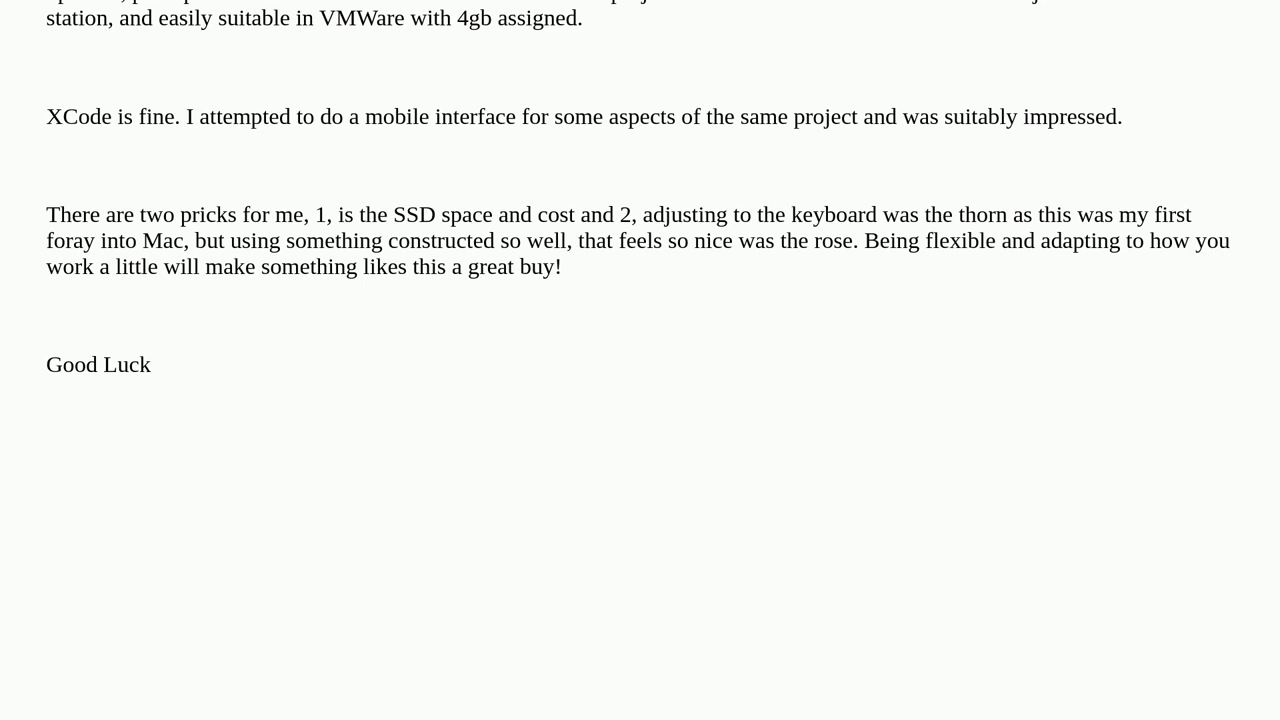 station, and easily suitable in VMWare with 4gb assigned.
XCode is fine. I attempted to do a mobile interface for some aspects of the same project and was suitably impressed.
There are two pricks for me, 1, is the SSD space and cost and 2, adjusting to the keyboard was the thorn as this was my first
foray into Mac, but using something constructed so well, that feels so nice was the rose. Being flexible and adapting to how you
work a little will make something likes this a great buy!
Good Luck